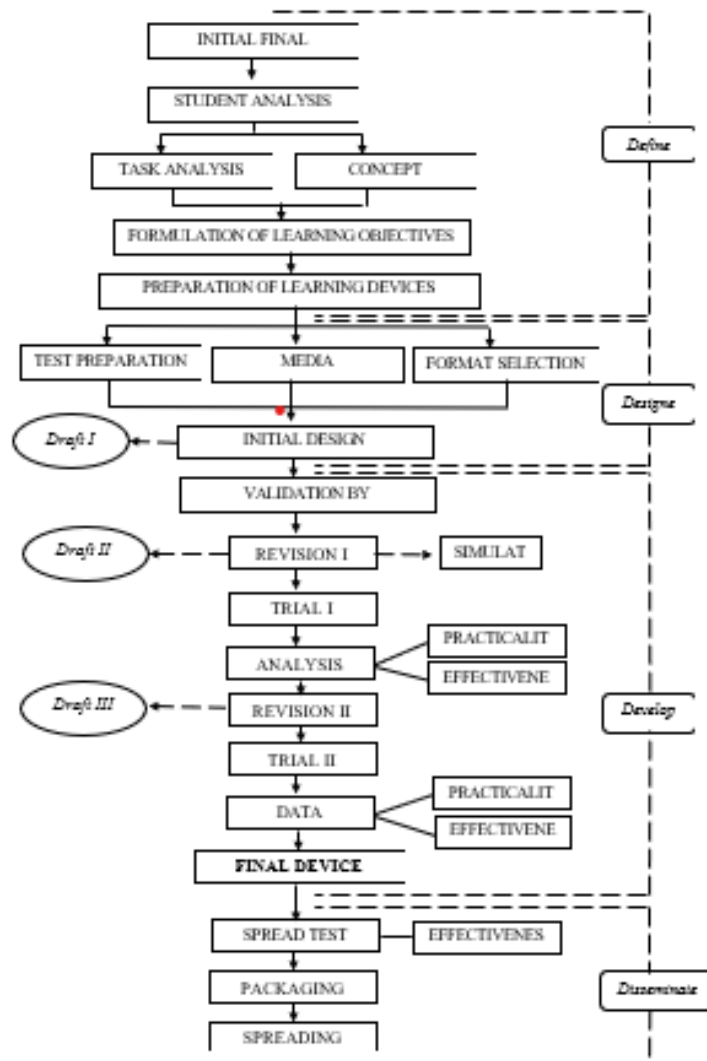 INITIAL FINAL
STUDENT ANALYSIS
Define
TASK ANALYSIS
CONCEPT
FORMULATION OF LEARNING OBJECTIVES
PREPARATION OF LEARNING DEVICES
TEST PREPARATION
MEDIA
FORMAT SELECTION
Designe
Draft I
INITIAL DESIGN
VALIDATION BY
Draft II
REVISION I
SIMULAT
TRIAL I
PRACTICALIT
ANALYSIS
EFFECTIVENE
Draft III
REVISION II
Develop
TRIAL II
PRACTICALIT
DATA
EFFECTIVENE
FINAL DEVICE
SPREAD TEST
EFFECTIVENES
PACKAGING
Disseminate
SPREADING